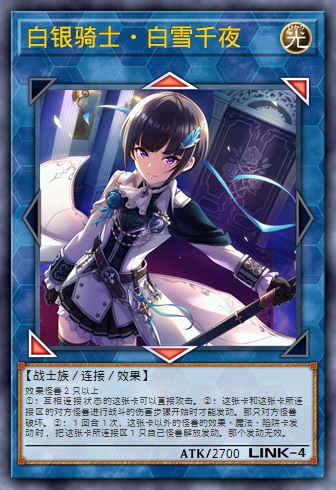 白银骑士·白雪千夜
光
【战士族/连接/效果】
效果怪兽2只以上
①：互相连接状态的这张卡可以直接攻击。②：这张卡和这张卡所连
接区的对方怪兽进行战斗的伤害步骤开始时才能发动。那只对方怪兽
破坏。②：1回合1次，这张卡以外的怪兽的效果·魔法·陷阱卡发
动时，把这张卡所连接区1只自己怪兽解放发动。那个发动无效。
ATK/2700 LINK-4